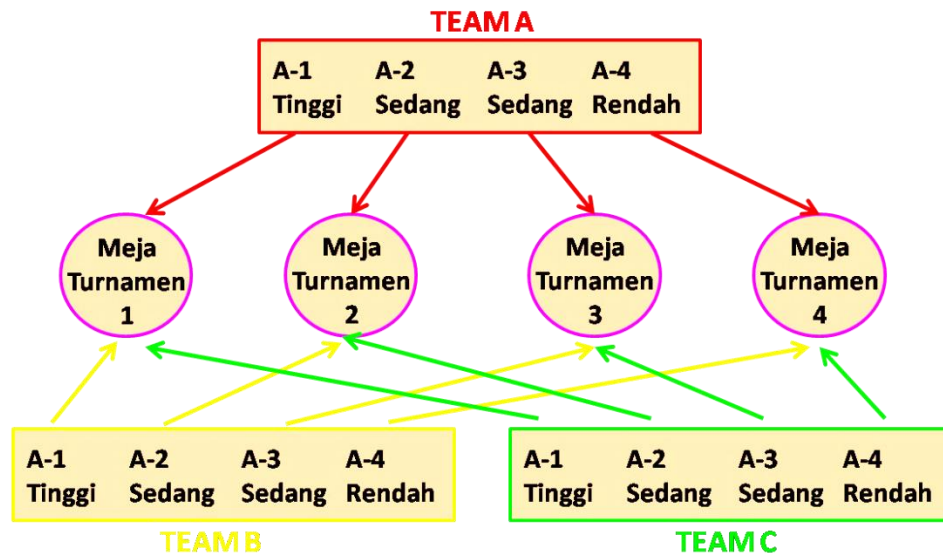 TEAM A
A-1 A-2 A-3 A-4
Tinggi Sedang Sedang Rendah
Meja Turnamen 1
Meja Turnamen 2
Meja Turnamen 3
Meja Turnamen 4
A-1 A-2 A-3 A-4
Tinggi Sedang Sedang Rendah
TEAM B
A-1 A-2 A-3 A-4
Tinggi Sedang Sedang Rendah
TEAM C